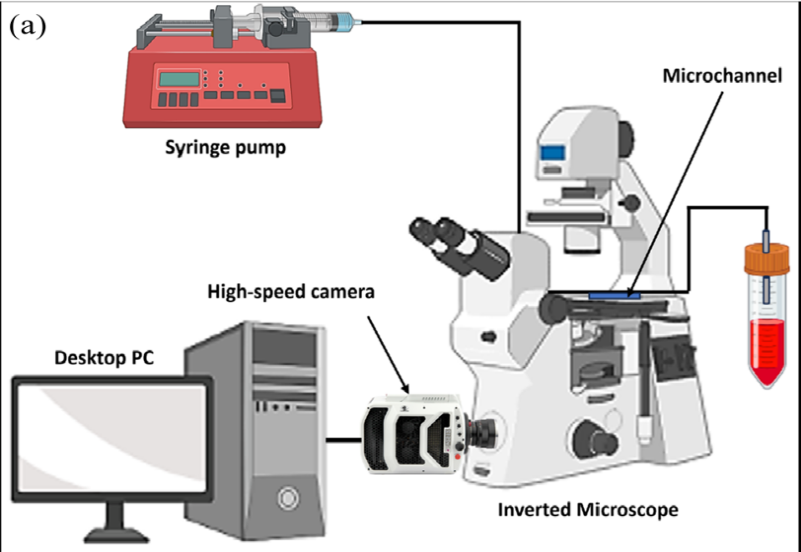 (a)
Syringe pump
Microchannel
High-speed camera
Desktop PC
Inverted Microscope